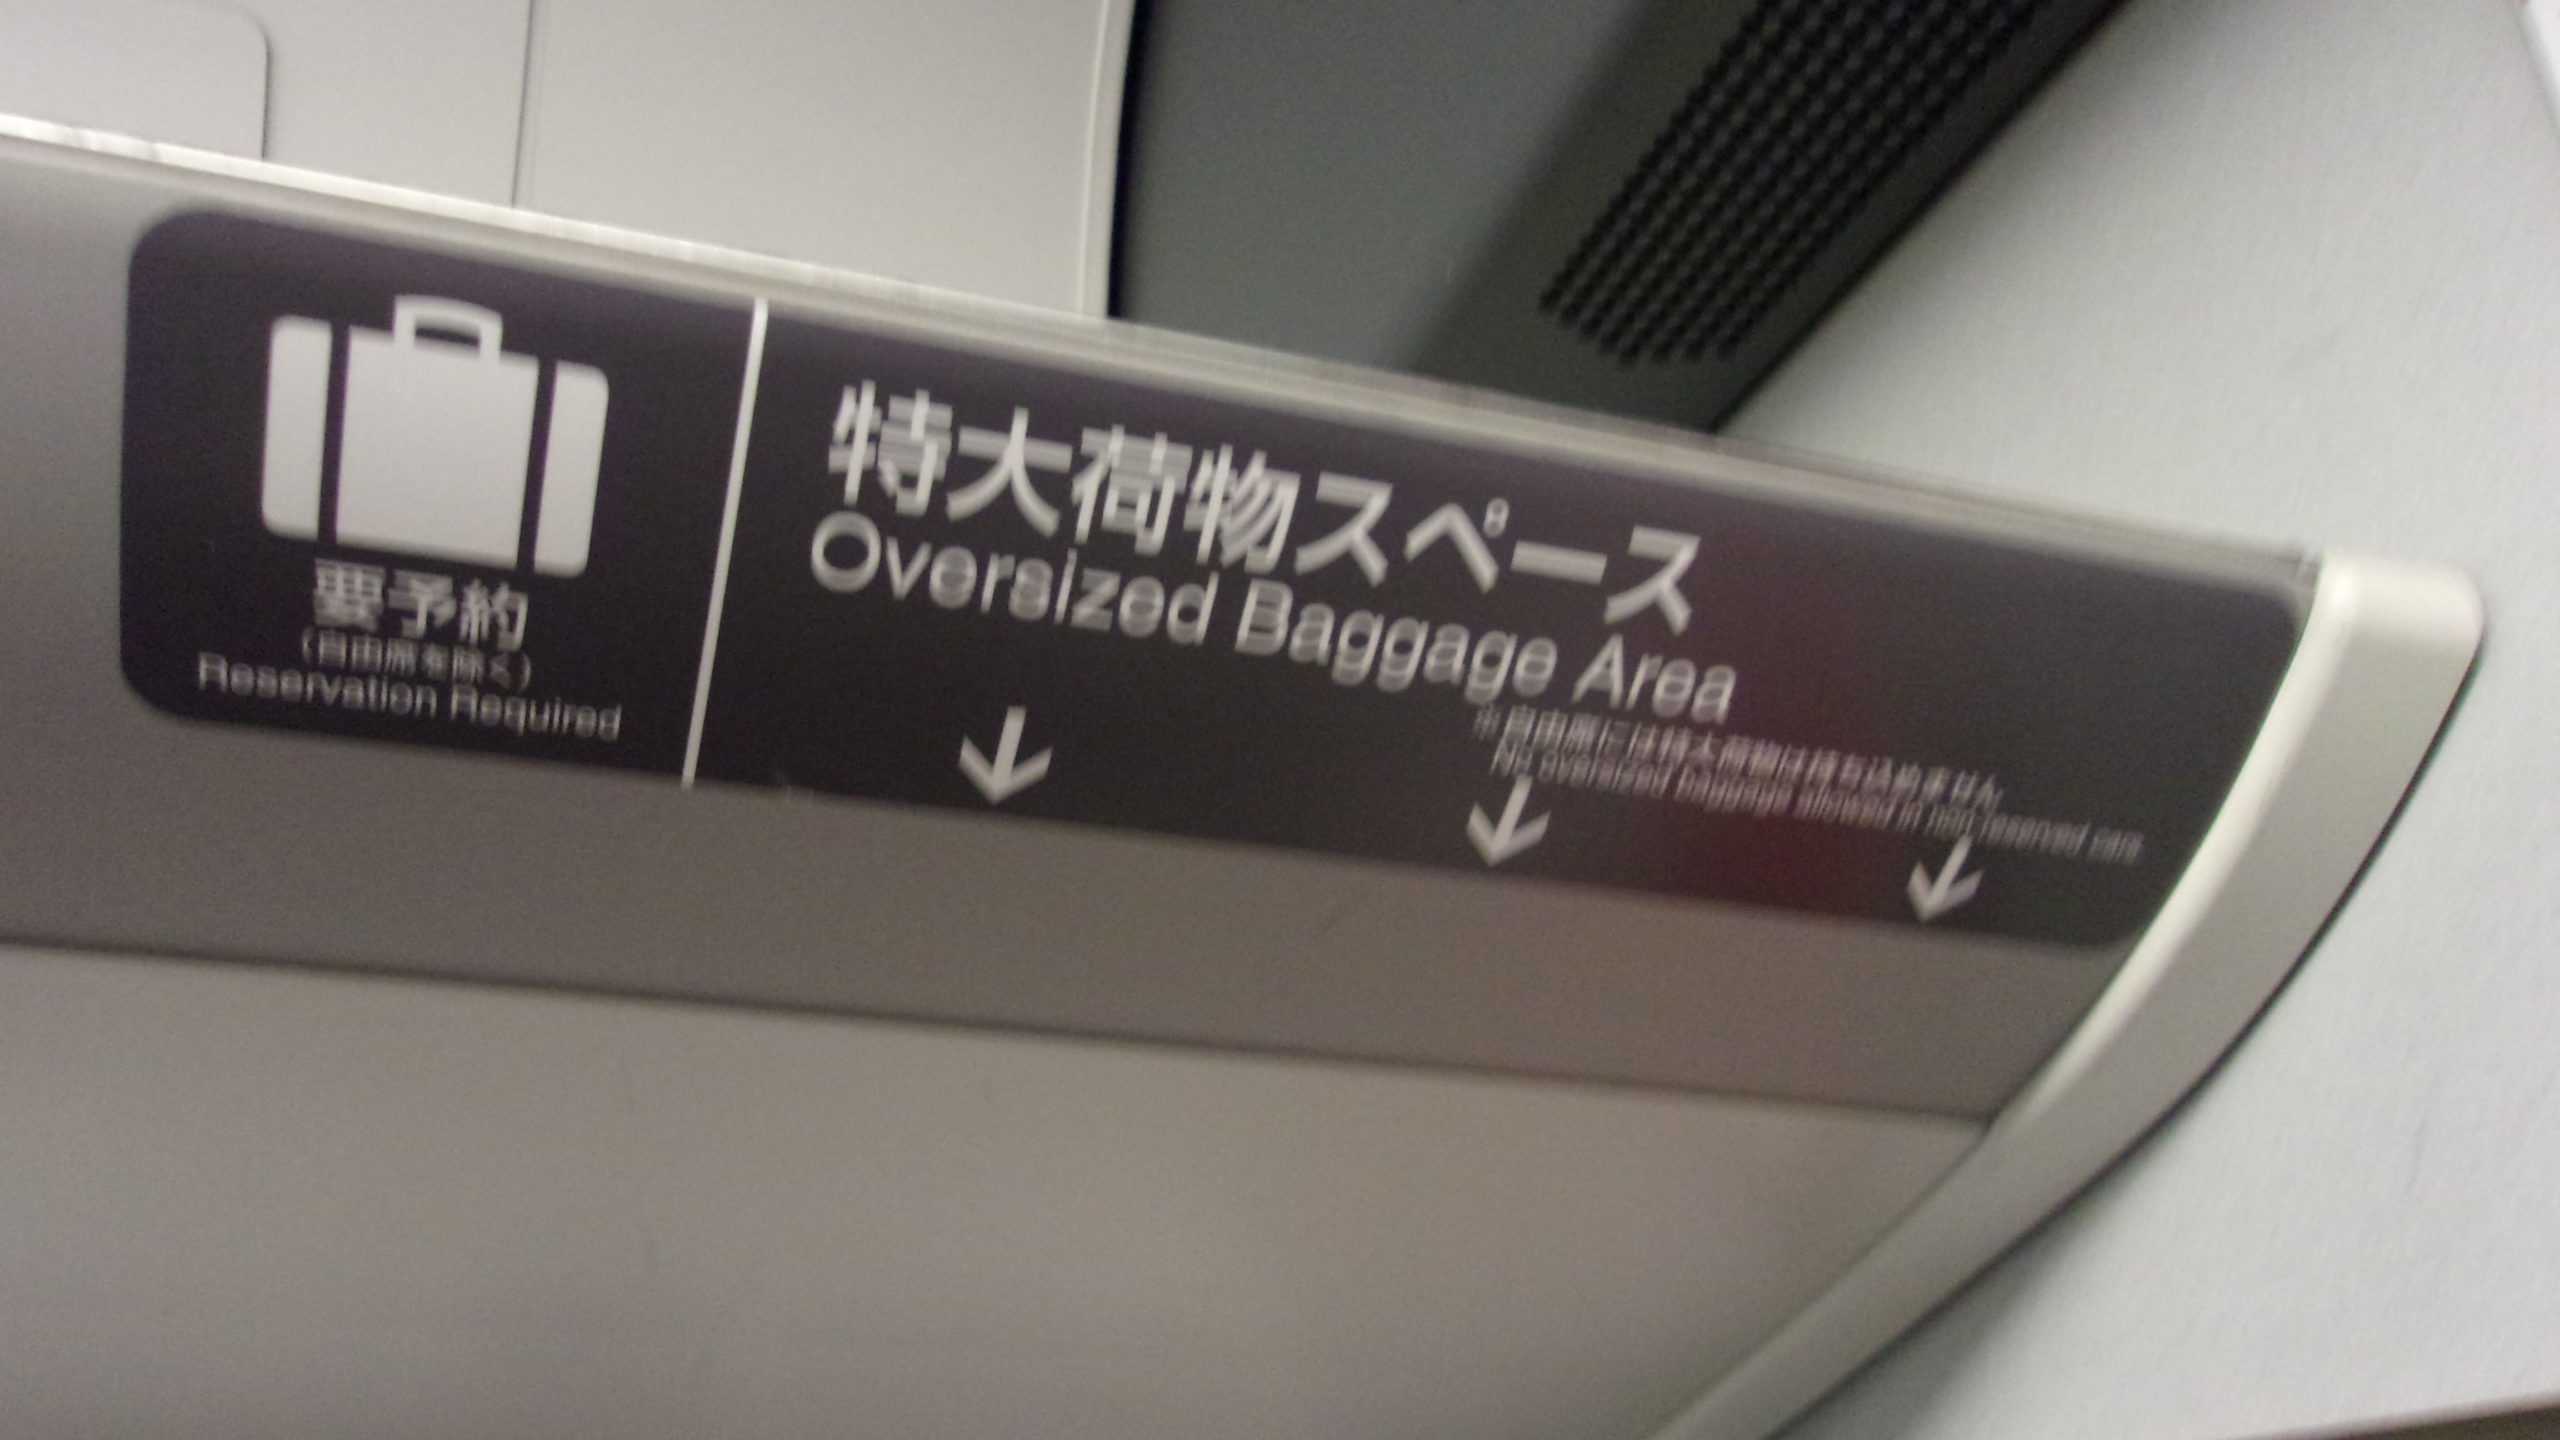 要予約
(自由席を除く)
Reservation Required
特大荷物スペース
Oversized Baggage Area
※自由席には特大荷物は持ち込めません
No oversized baggage allowed in non-reserved cars